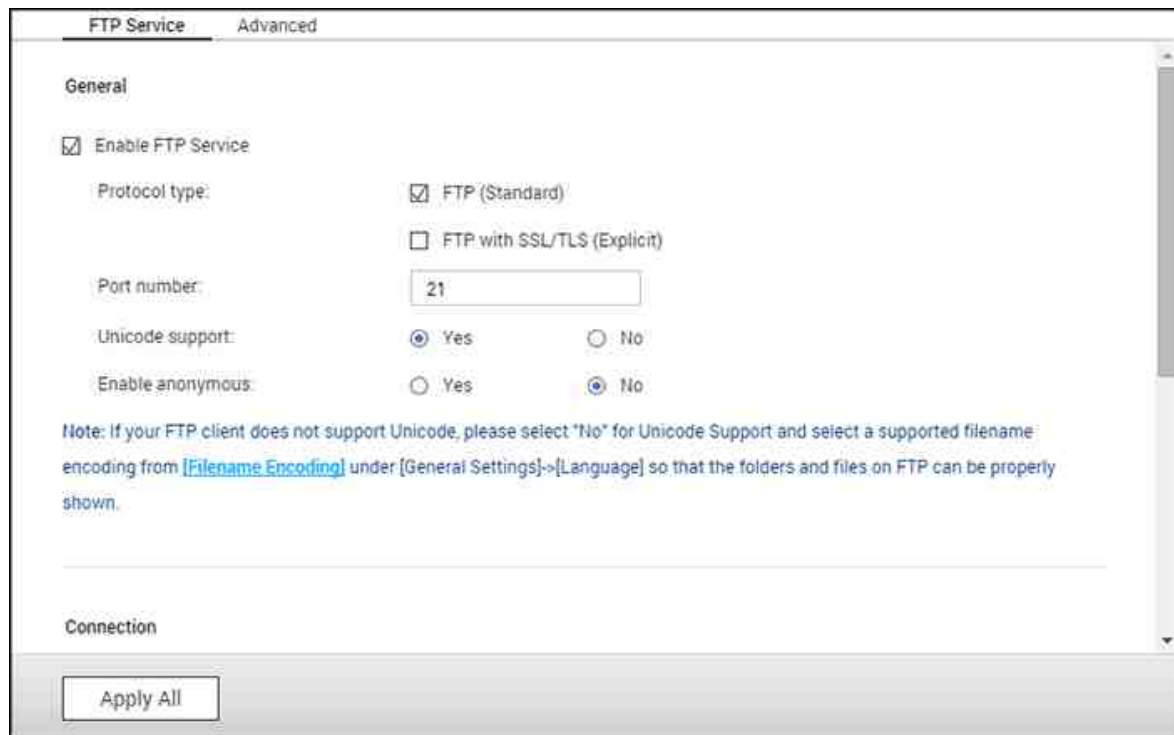 FTP Service Advanced
General
Enable FTP Service
Protocol type: FTP (Standard)
FTP with SSL/TLS (Explicit)
Port number: 21
Unicode support: Yes No
Enable anonymous: Yes No
Note: If your FTP client does not support Unicode, please select "No" for Unicode Support and select a supported filename
encoding from [Filename Encoding] under [General Settings]->[Language] so that the folders and files on FTP can be properly
shown.
Connection
Apply All